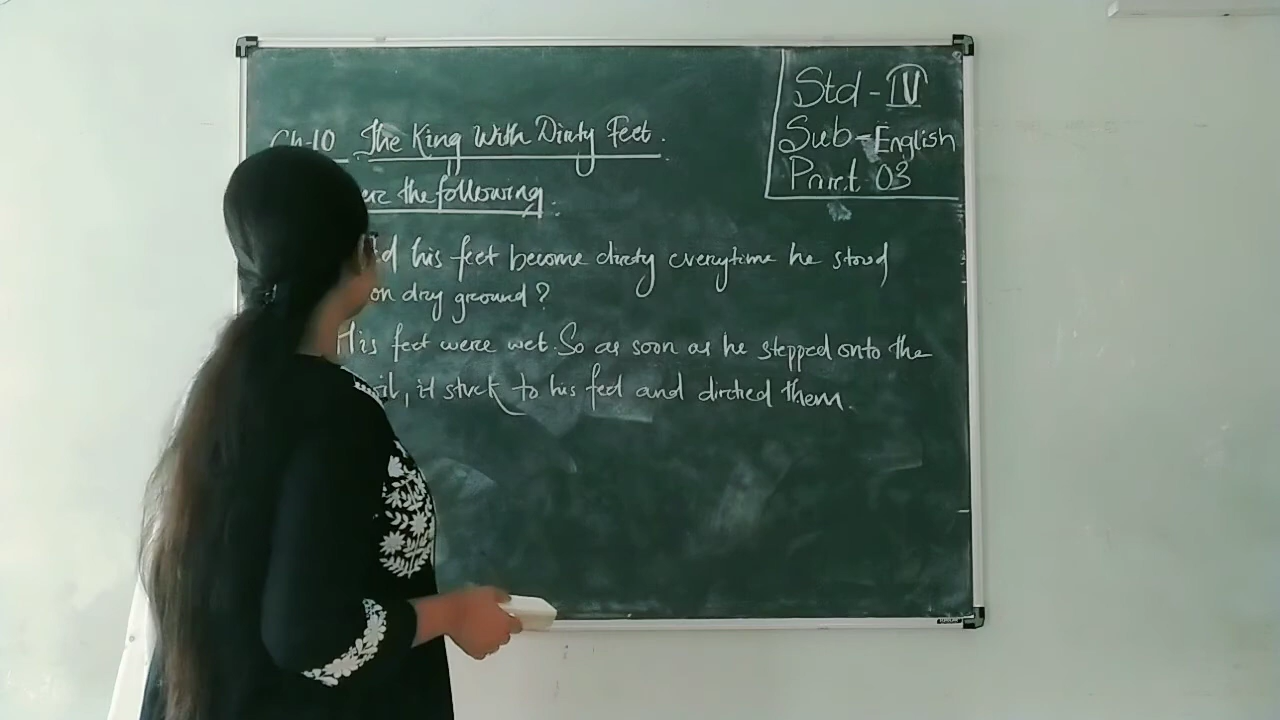 Ch-10 The King With Dirty Feet.
the following.
his feet become dirty everytime he stood
on dry ground?
His feet were wet. So as soon as he stepped onto the
it stuck to his feet and dirtied them.
Std - IV
Sub - English
Part 03